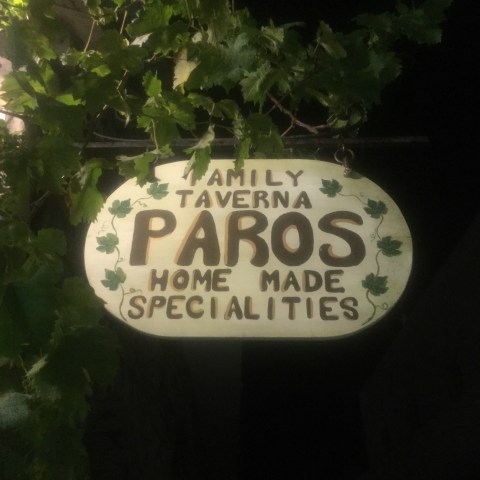 FAMILY
TAVERNA
PAROS
HOME MADE
SPECIALITIES